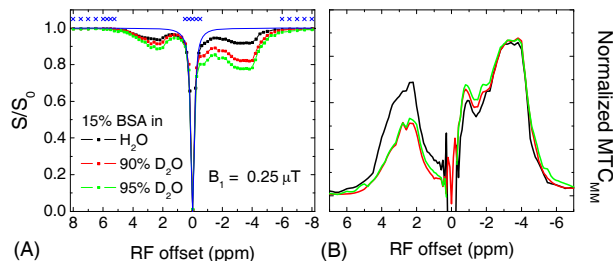 1.0
0.8
0.6
0.4
0.2
0.0
S/S0
15% BSA in
H2O
90% D2O
95% D2O
B1 = 0.25 µT
8 6 4 2 0 -2 -4 -6 -8
(A) RF offset (ppm)
6 4 2 0 -2 -4 -6
(B) RF offset (ppm)
Normalized MTCMM